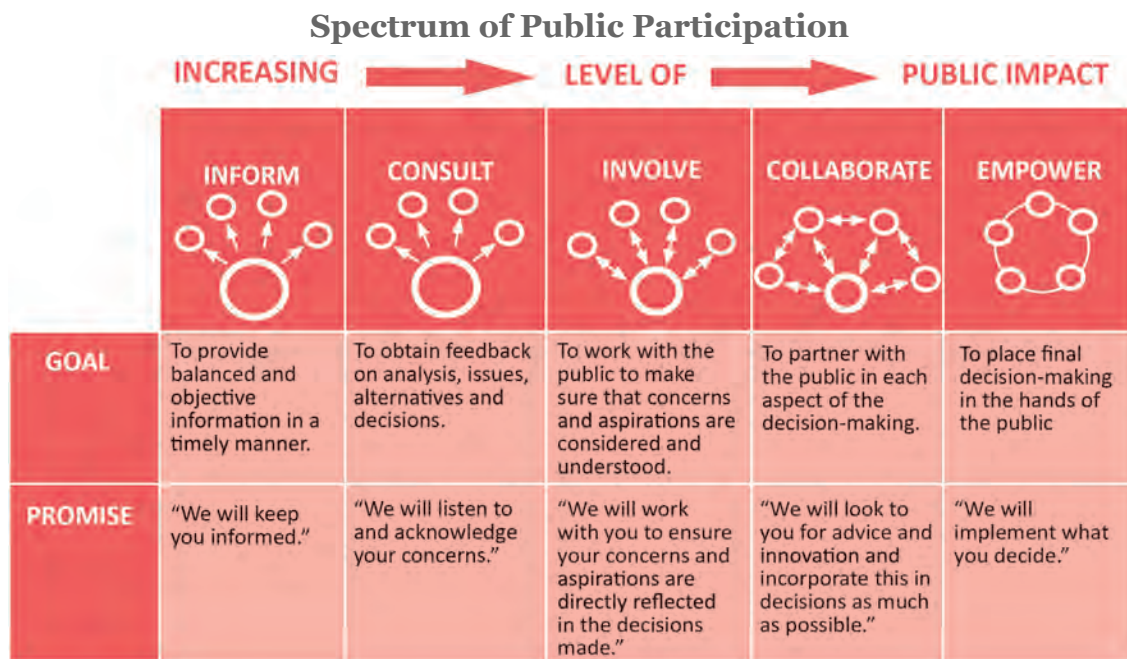 Spectrum of Public Participation
INCREASING LEVEL OF PUBLIC IMPACT
INFORM
CONSULT
INVOLVE
COLLABORATE
EMPOWER
GOAL
To provide
balanced and
objective
information in a
timely manner.
To obtain feedback
on analysis, issues,
alternatives and
decisions.
To work with the
public to make
sure that concerns
and aspirations are
considered and
understood.
To partner with
the public in each
aspect of the
decision-making.
To place final
decision-making
in the hands of
the public
PROMISE
“We will keep
you informed.”
“We will listen to
and acknowledge
your concerns.”
“We will work
with you to ensure
your concerns and
aspirations are
directly reflected
in the decisions
made.”
“We will look to
you for advice and
innovation and
incorporate this in
decisions as much
as possible.”
“We will
implement what
you decide.”